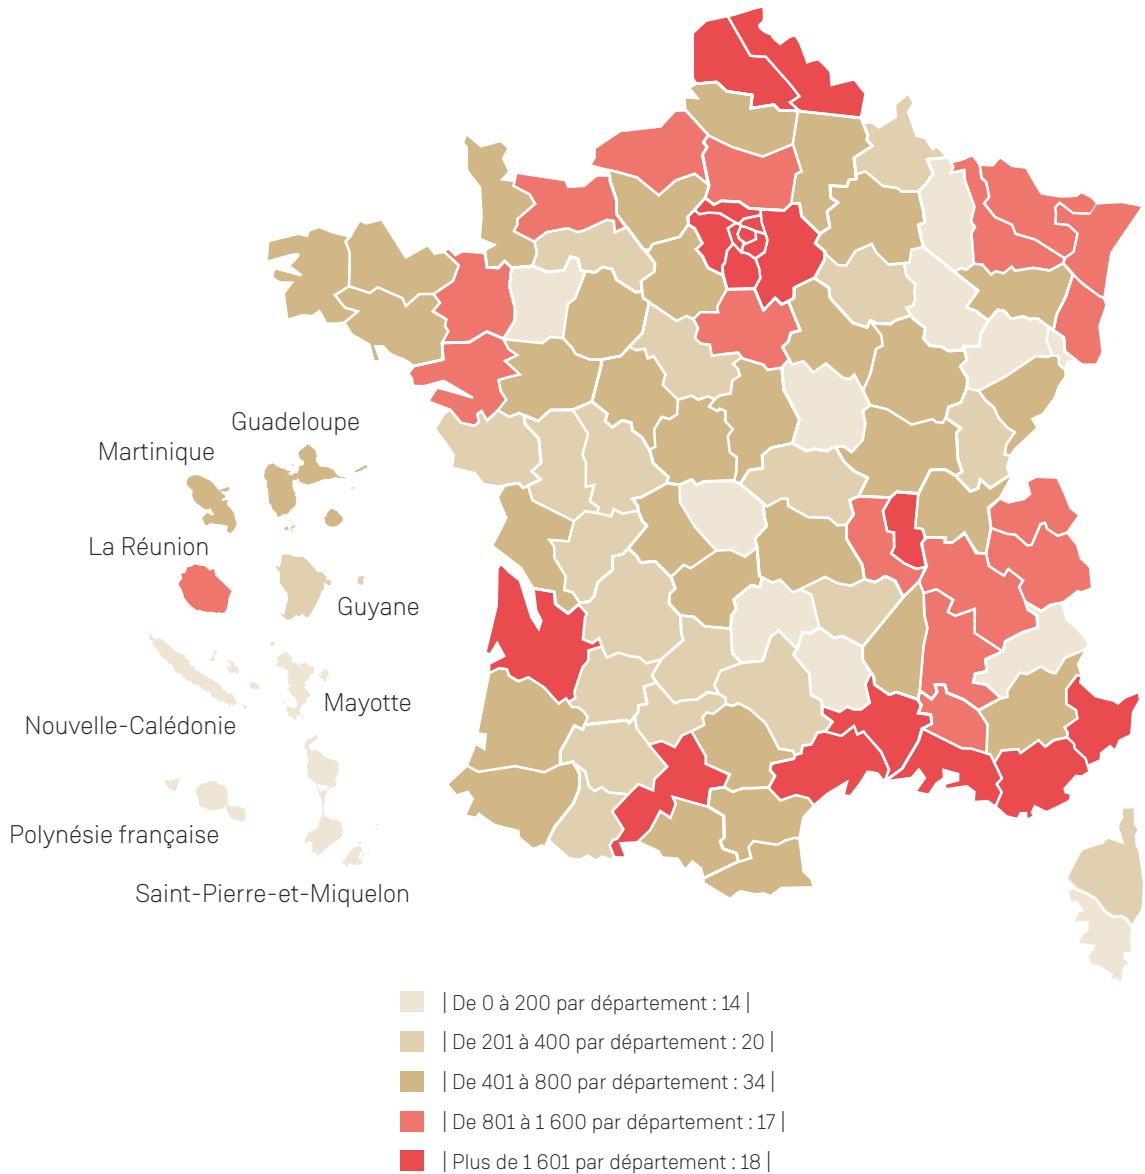 Guadeloupe
Martinique
La Réunion
Guyane
Mayotte
Nouvelle-Calédonie
Polynésie française
Saint-Pierre-et-Miquelon
| De 0 à 200 par département : 14 |
| De 201 à 400 par département : 20 |
| De 401 à 800 par département : 34 |
| De 801 à 1 600 par département : 17 |
| Plus de 1 601 par département : 18 |